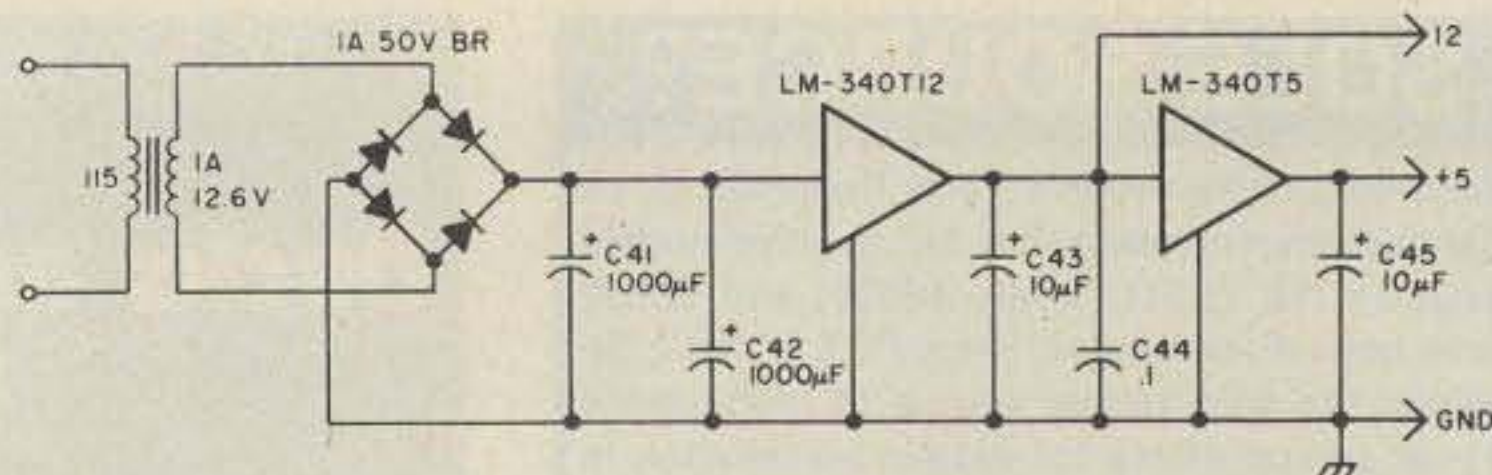 1A 50V BR
12
LM-340T12
LM-340T5
115
1A
12.6V
+5
+
C41
1000µF
+
C42
1000µF
+
C43
10µF
C44
.1
+
C45
10µF
GND